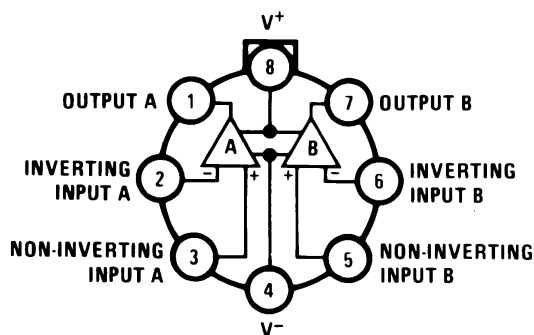 V+
8
1
7
OUTPUT A
OUTPUT B
A
B
INVERTING
INPUT A
2
−
+
+
−
6
INVERTING
INPUT B
NON-INVERTING
INPUT A
3
5
NON-INVERTING
INPUT B
4
V−